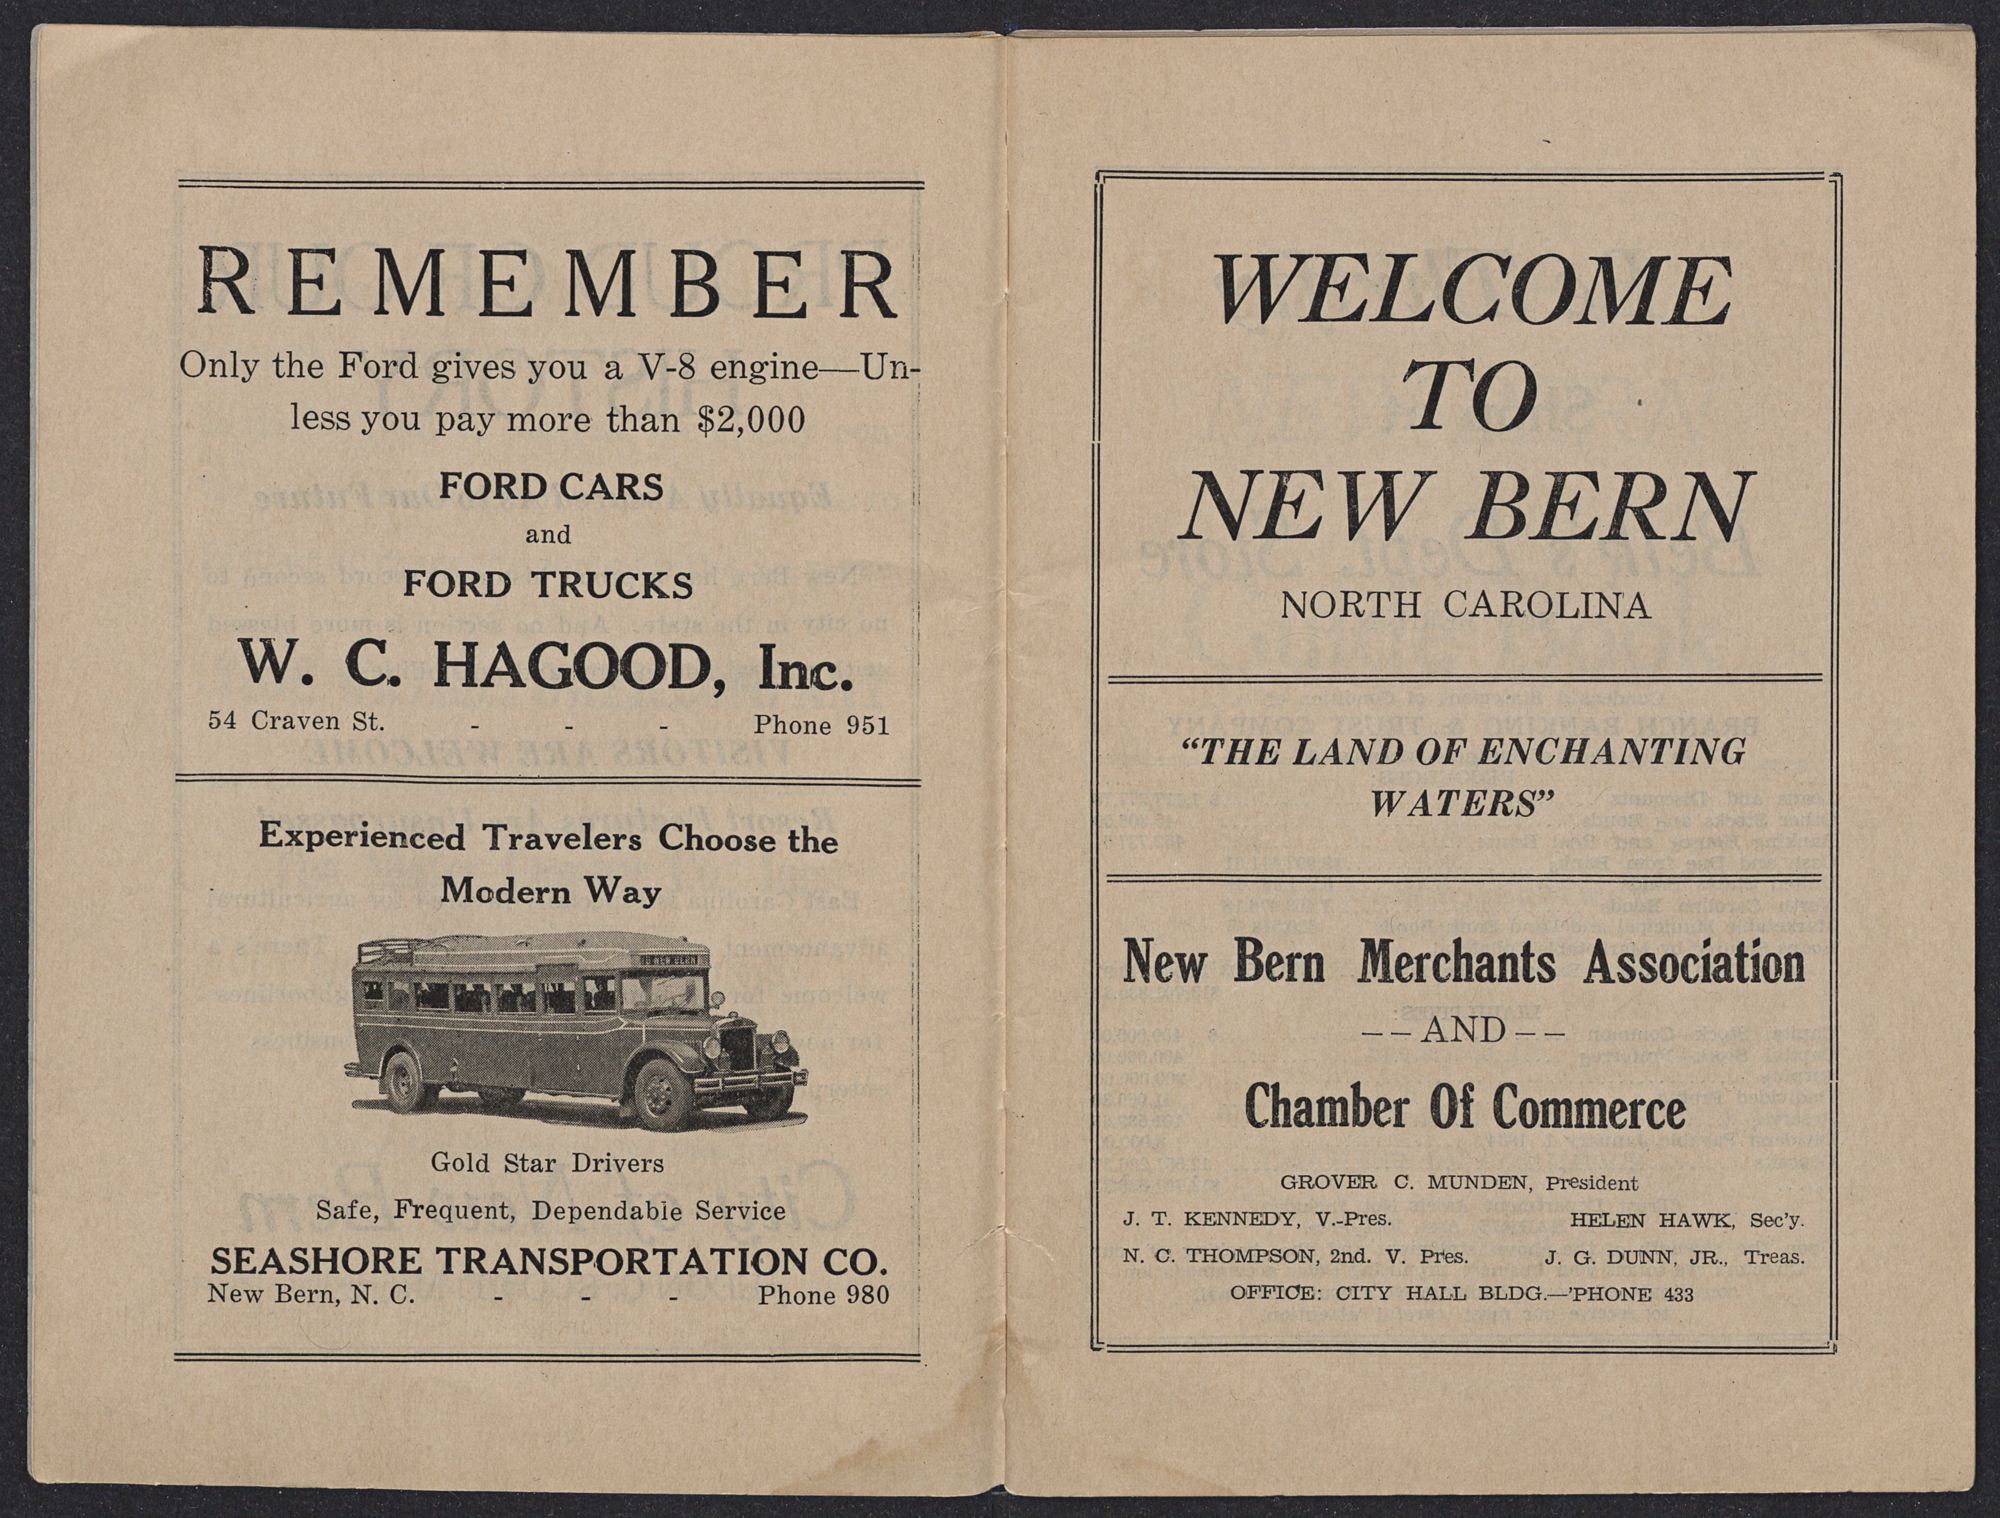 REMEMBER
Only the Ford gives you a V-8 engine—Un-
less you pay more than $2,000
FORD CARS
and
FORD TRUCKS
W. C. HAGOOD, Inc.
54 Craven St. - - - Phone 951
Experienced Travelers Choose the
Modern Way
TO NEW BERN
Gold Star Drivers
Safe, Frequent, Dependable Service
SEASHORE TRANSPORTATION CO.
New Bern, N. C. - - - Phone 980
WELCOME
TO
NEW BERN
NORTH CAROLINA
“THE LAND OF ENCHANTING
WATERS”
New Bern Merchants Association
——AND——
Chamber Of Commerce
GROVER C. MUNDEN, President
J. T. KENNEDY, V.-Pres. HELEN HAWK, Sec'y.
N. C. THOMPSON, 2nd. V. Pres. J. G. DUNN, JR., Treas.
OFFICE: CITY HALL BLDG.—'PHONE 433